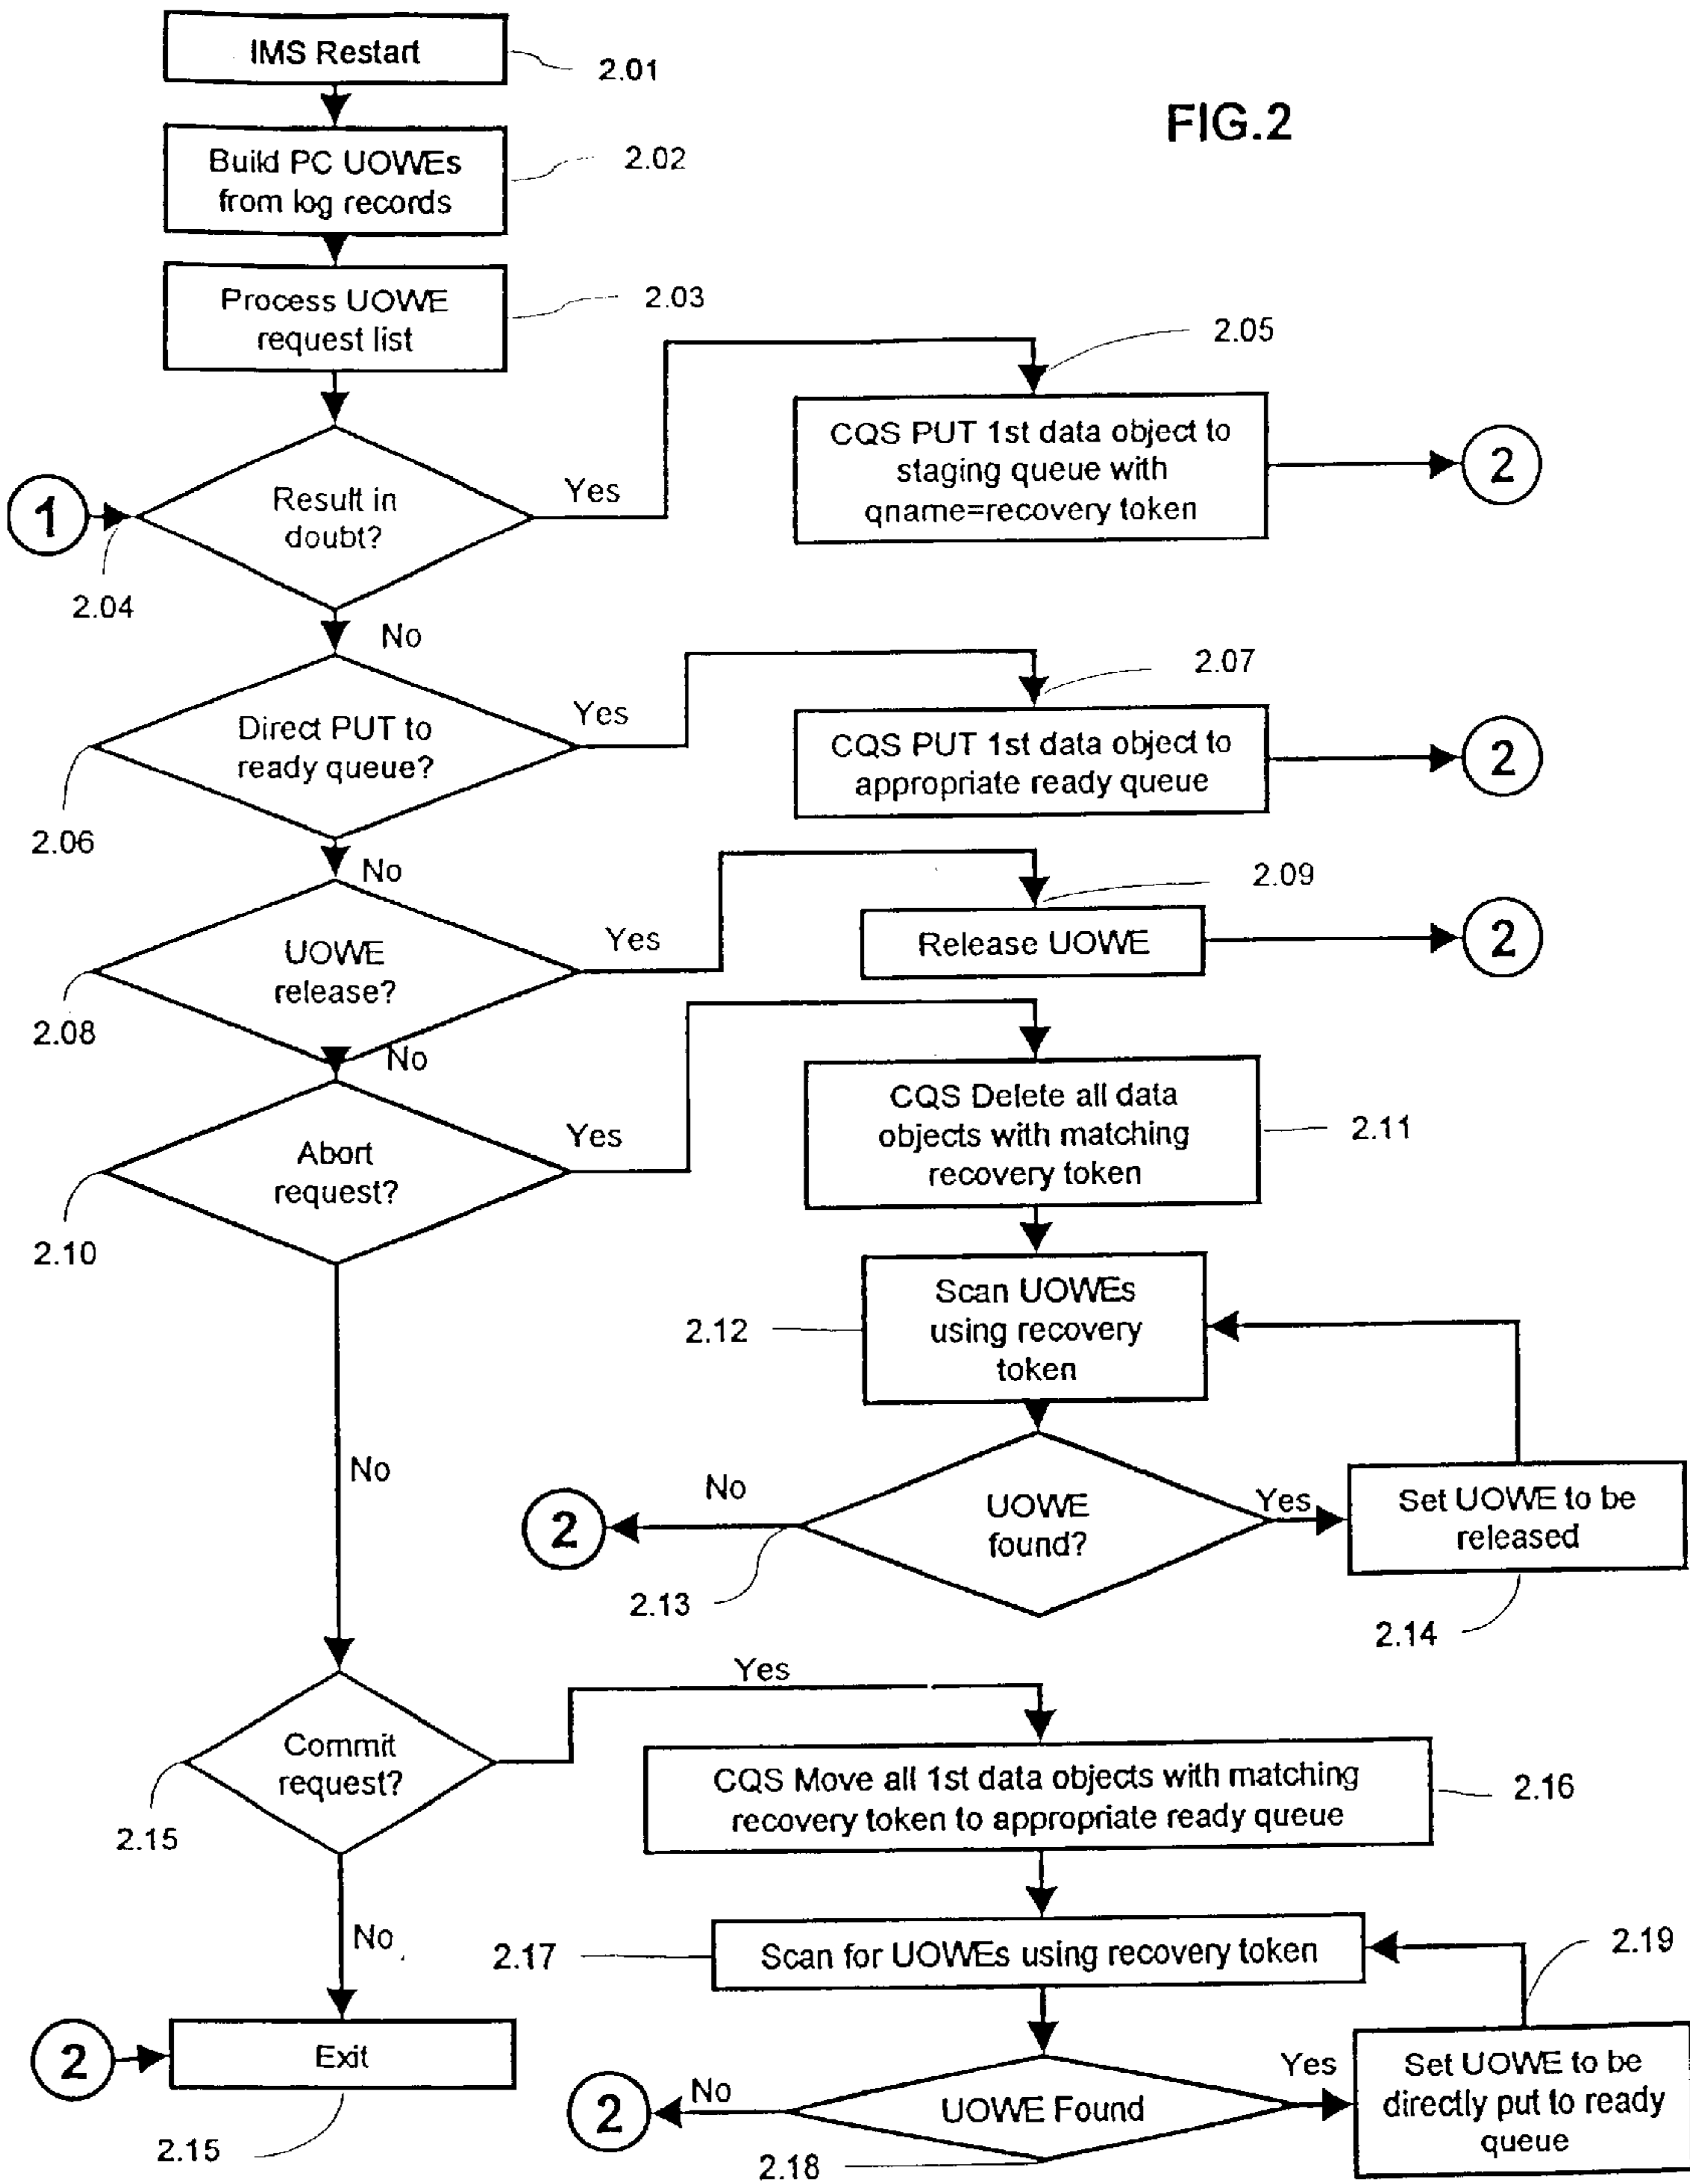 IMS Restart
2.01
FIG.2
Build PC UOWEs
from log records
2.02
Process UOWE
request list
2.03
2.05
CQS PUT 1st data object to
staging queue with
qname=recovery token
2
1
Result in
doubt?
Yes
2.04
No
2.07
Direct PUT to
ready queue?
Yes
CQS PUT 1st data object to
appropriate ready queue
2
2.06
No
2.09
UOWE
release?
Yes
Release UOWE
2
2.08
No
CQS Delete all data
objects with matching
recovery token
2.11
Abort
request?
Yes
2.10
Scan UOWEs
using recovery
token
2.12
No
No
2
UOWE
found?
Yes
Set UOWE to be
released
2.13
2.14
Yes
Commit
request?
CQS Move all 1st data objects with matching
recovery token to appropriate ready queue
2.16
2.15
No
2.17
Scan for UOWEs using recovery token
2.19
2
Exit
2.15
2
No
UOWE Found
Yes
Set UOWE to be
directly put to ready
queue
2.18